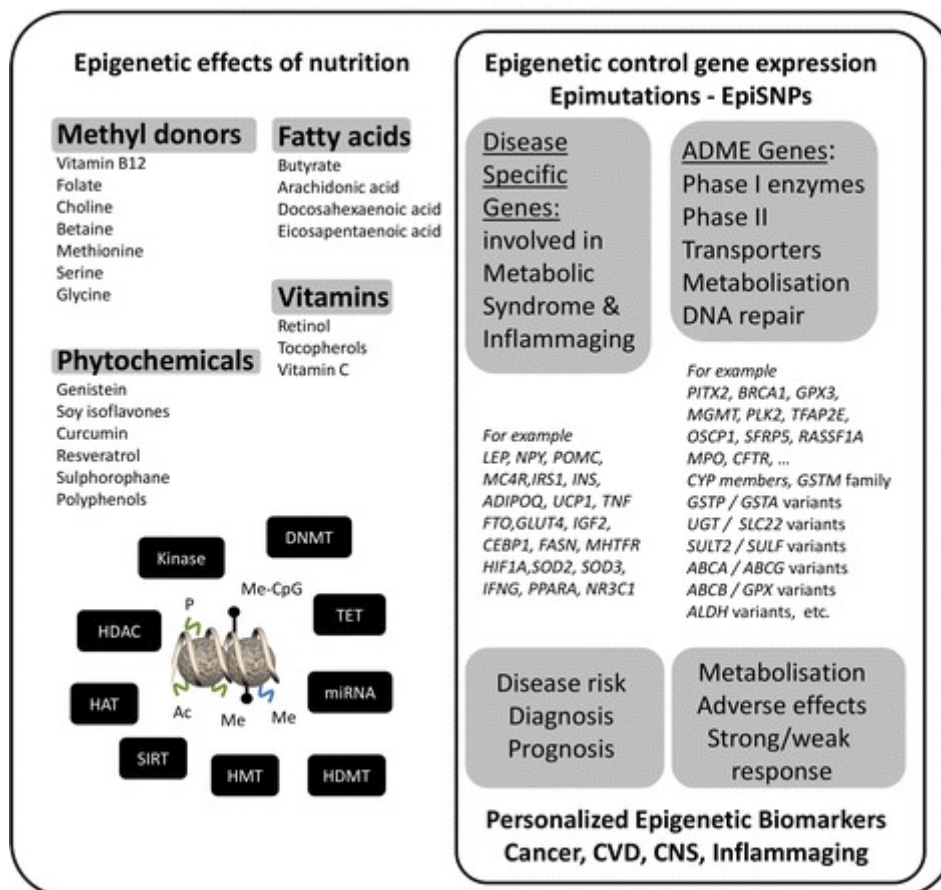 Epigenetic effects of nutrition
Methyl donors
Vitamin B12
Folate
Choline
Betaine
Methionine
Serine
Glycine
Fatty acids
Butyrate
Arachidonic acid
Docosahexaenoic acid
Eicosapentaenoic acid
Vitamins
Retinol
Tocopherols
Vitamin C
Phytochemicals
Genistein
Soy isoflavones
Curcumin
Resveratrol
Sulphorophane
Polyphenols
DNMT
Kinase
Me-CpG
P
TET
HDAC
miRNA
HAT
Ac
Me
Me
SIRT
HMT
HDMT
Epigenetic control gene expression
Epimutations - EpiSNPs
Disease
Specific
Genes:
involved in
Metabolic
Syndrome &
Inflammaging
For example
LEP, NPY, POMC,
MC4R,IRS1, INS,
ADIPOQ, UCP1, TNF
FTO,GLUT4, IGF2,
CEBP1, FASN, MHTFR
HIF1A,SOD2, SOD3,
IFNG, PPARA, NR3C1
ADME Genes:
Phase I enzymes
Phase II
Transporters
Metabolisation
DNA repair
For example
PITX2, BRCA1, GPX3,
MGMT, PLK2, TFAP2E,
OSCP1, SFRP5, RASSF1A
MPO, CFTR, ...
CYP members, GSTM family
GSTP / GSTA variants
UGT / SLC22 variants
SULT2 / SULF variants
ABCA / ABCG variants
ABCB / GPX variants
ALDH variants, etc.
Disease risk
Diagnosis
Prognosis
Metabolisation
Adverse effects
Strong/weak
response
Personalized Epigenetic Biomarkers
Cancer, CVD, CNS, Inflammaging